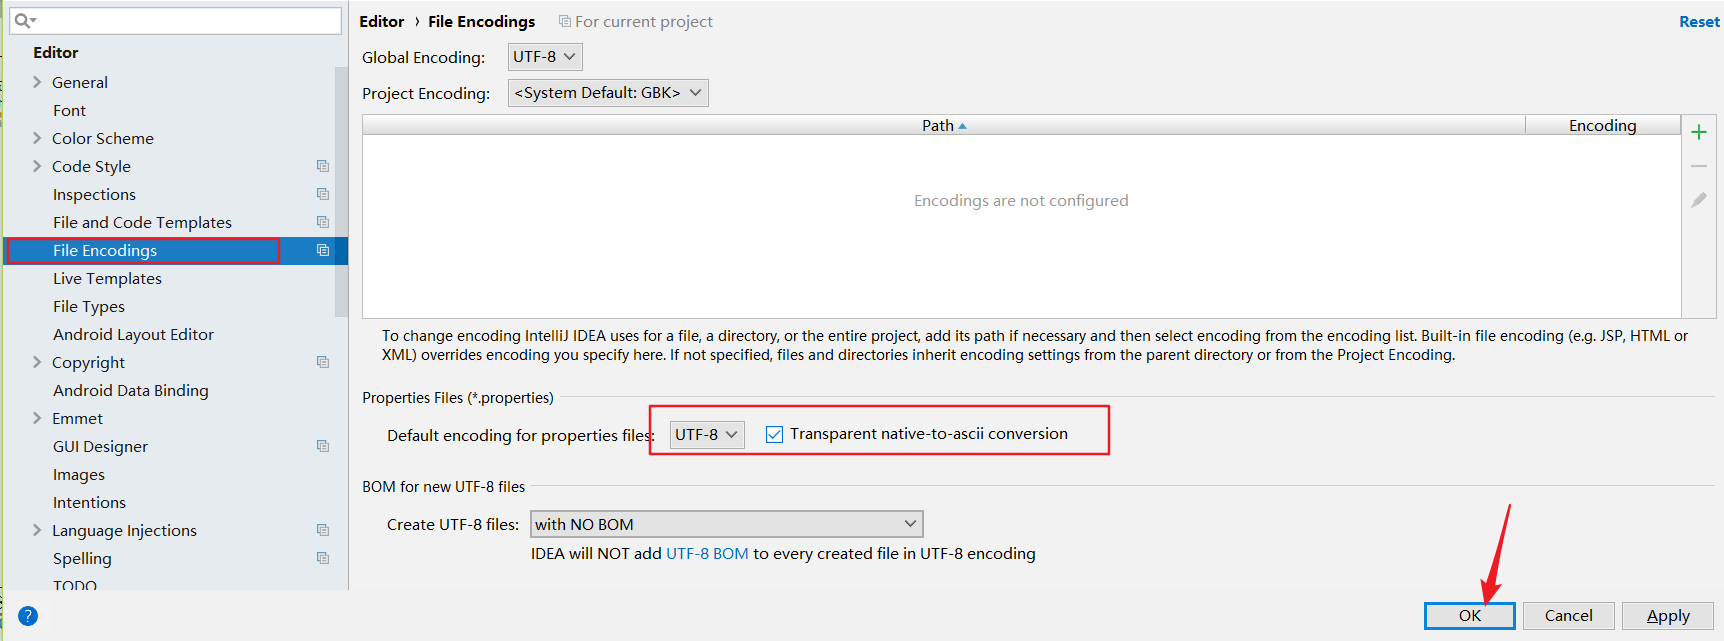 Editor
General
Font
Color Scheme
Code Style
Inspections
File and Code Templates
File Encodings
Live Templates
File Types
Android Layout Editor
Copyright
Android Data Binding
Emmet
GUI Designer
Images
Intentions
Language Injections
Spelling
TODO
?
Editor › File Encodings For current project Reset
Global Encoding: UTF-8
Project Encoding: <System Default: GBK>
Path Encoding
Encodings are not configured
To change encoding IntelliJ IDEA uses for a file, a directory, or the entire project, add its path if necessary and then select encoding from the encoding list. Built-in file encoding (e.g. JSP, HTML or
XML) overrides encoding you specify here. If not specified, files and directories inherit encoding settings from the parent directory or from the Project Encoding.
Properties Files (*.properties)
Default encoding for properties files: UTF-8 Transparent native-to-ascii conversion
BOM for new UTF-8 files
Create UTF-8 files: with NO BOM
IDEA will NOT add UTF-8 BOM to every created file in UTF-8 encoding
OK Cancel Apply